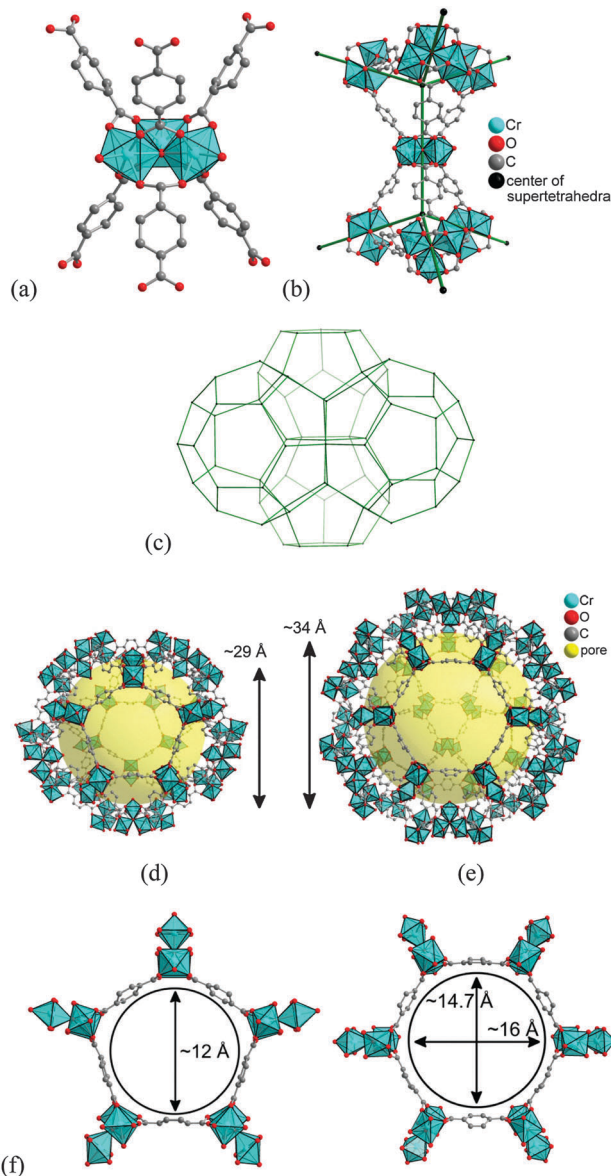 (a)
(b)
Cr
O
C
center of
supertetrahedra
(c)
~29 Å
~34 Å
Cr
O
C
pore
(d)
(e)
~12 Å
~14.7 Å
~16 Å
(f)